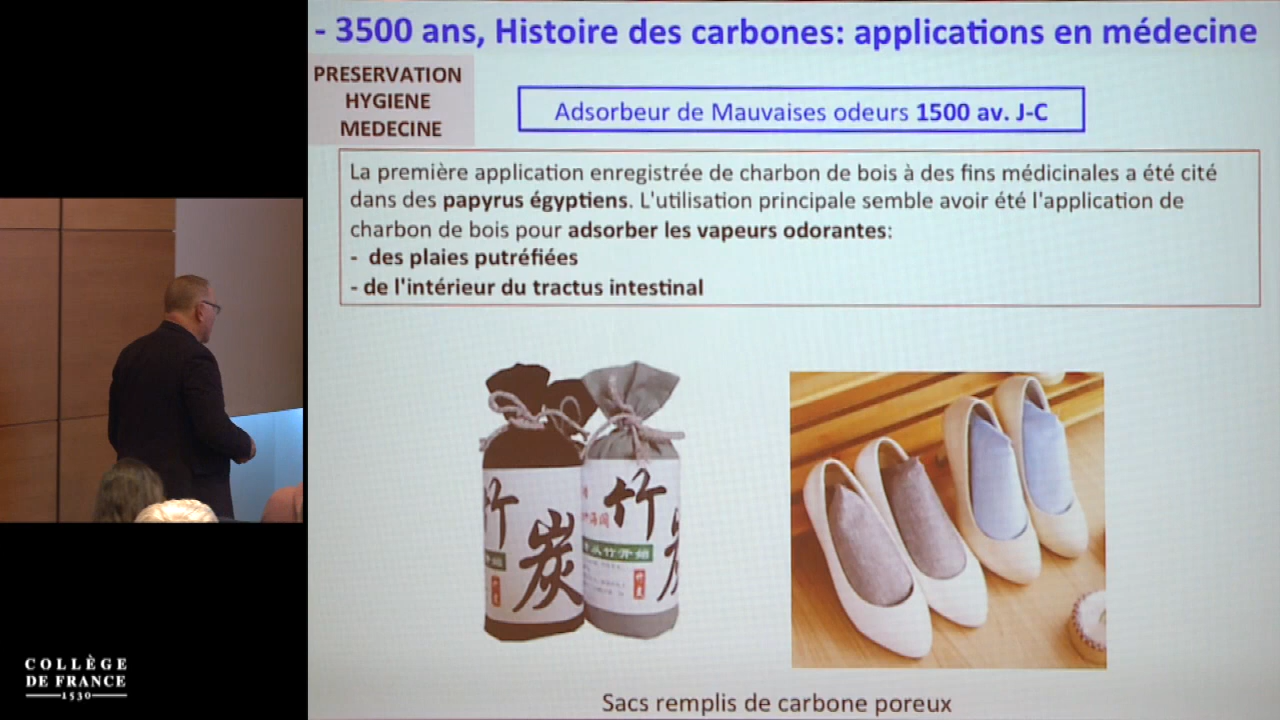 - 3500 ans, Histoire des carbones: applications en médecine
PRESERVATION
HYGIENE
MEDECINE
Adsorbeur de Mauvaises odeurs 1500 av. J-C
La première application enregistrée de charbon de bois à des fins médicinales a été cité
dans des papyrus égyptiens. L'utilisation principale semble avoir été l'application de
charbon de bois pour adsorber les vapeurs odorantes:
- des plaies putréfiées
- de l'intérieur du tractus intestinal
竹
炭
竹
炭
Sacs remplis de carbone poreux
COLLÈGE
DE FRANCE
1530